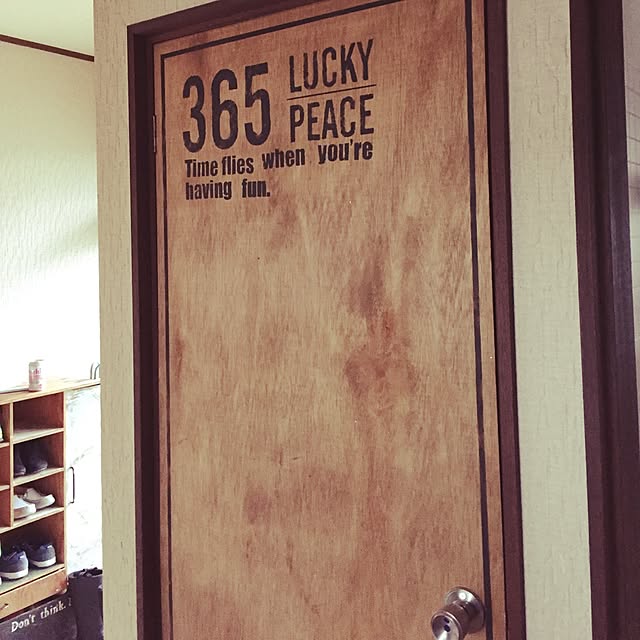 365 LUCKY
PEACE
Time flies when you're
having fun.
Don't think.